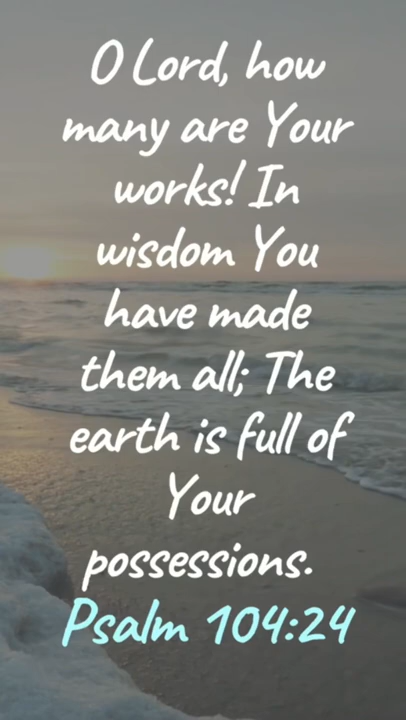 O Lord, how
many are Your
works! In
wisdom You
have made
them all; The
earth is full of
Your
possessions.
Psalm 104:24